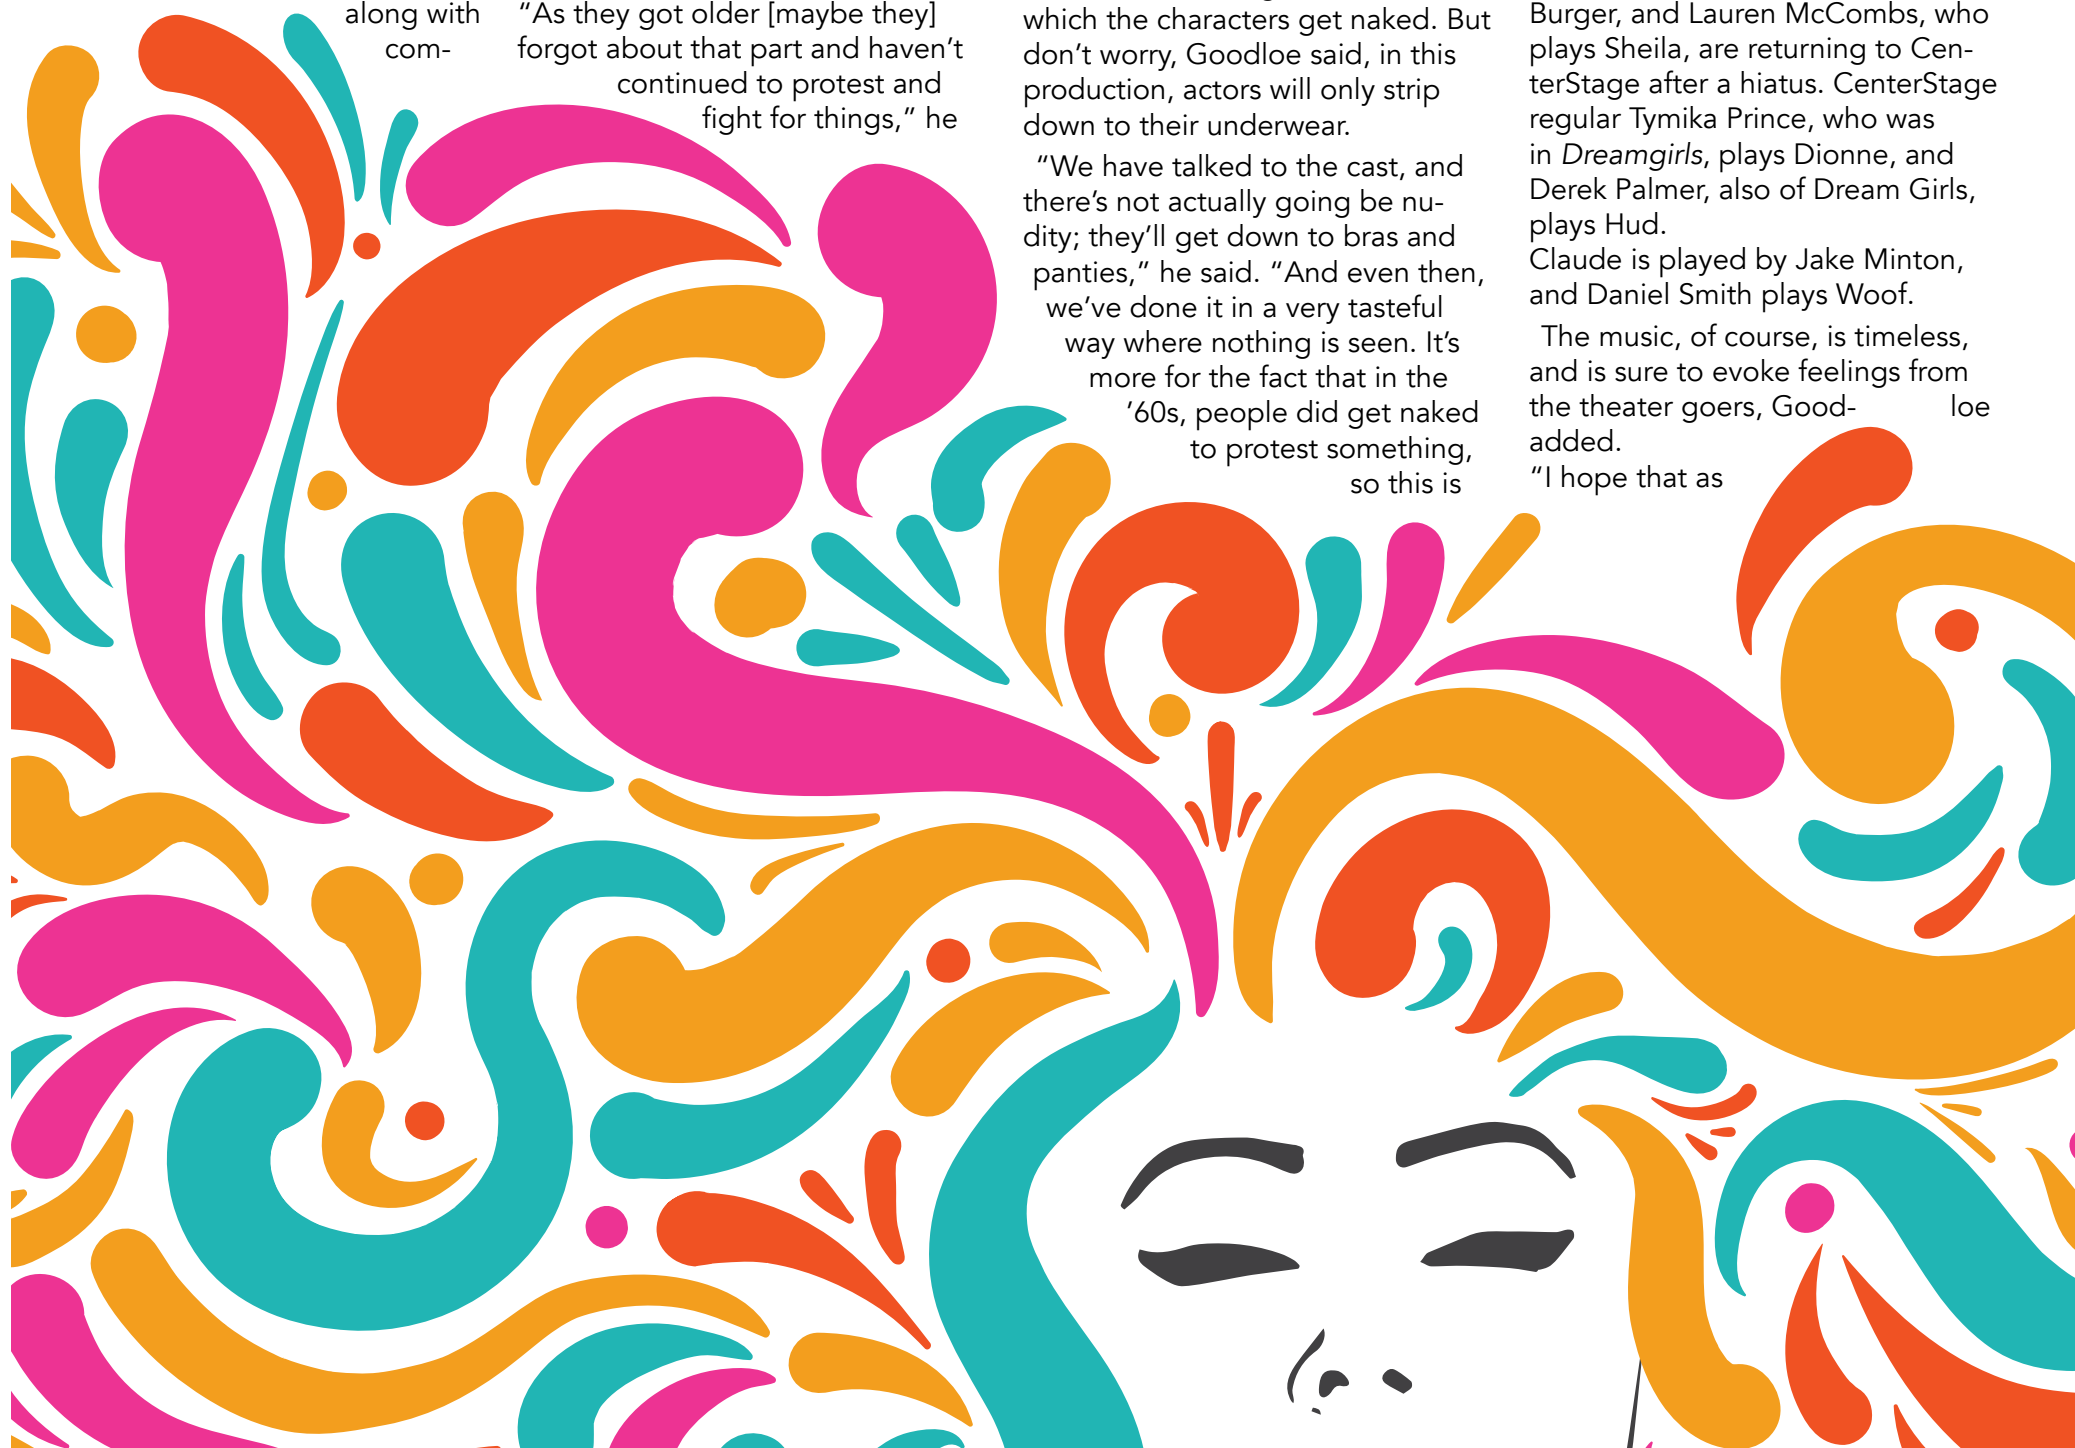 along with
com-
“As they got older [maybe they]
forgot about that part and haven’t
continued to protest and
fight for things,” he
which the characters get naked. But
don’t worry, Goodloe said, in this
production, actors will only strip
down to their underwear.
“We have talked to the cast, and
there’s not actually going be nu-
dity; they’ll get down to bras and
panties,” he said. “And even then,
we’ve done it in a very tasteful
way where nothing is seen. It’s
more for the fact that in the
’60s, people did get naked
to protest something,
so this is
Burger, and Lauren McCombs, who
plays Sheila, are returning to Cen-
terStage after a hiatus. CenterStage
regular Tymika Prince, who was
in Dreamgirls, plays Dionne, and
Derek Palmer, also of Dream Girls,
plays Hud.
Claude is played by Jake Minton,
and Daniel Smith plays Woof.
The music, of course, is timeless,
and is sure to evoke feelings from
the theater goers, Good- loe
added.
“I hope that as